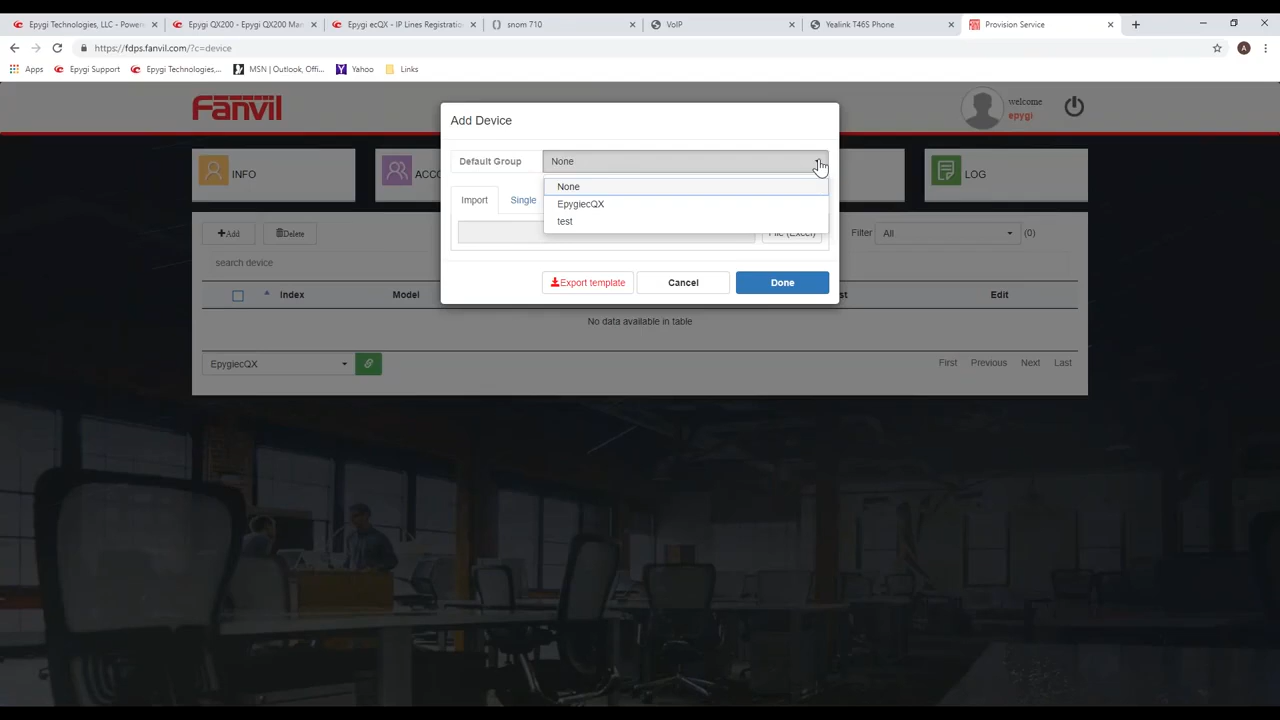 Epygi Technologies, LLC - Power
Epygi QX200 - Epygi QX200 Man
Epygi ecQX - IP Lines Registratio
snom 710
VoIP
Yealink T46S Phone
Provision Service
https://fdps.fanvil.com/?c=device
A
Apps
Epygi Support
Epygi Technologies,...
MSN | Outlook, Offi...
Yahoo
Links
Fanvil
welcome
epygi
Add Device
Default Group
None
None
EpygiecQX
test
INFO
ACCO
LOG
Import
Single
File (Excel)
+Add
Delete
Filter
All
(0)
search device
Export template
Cancel
Done
Index
Model
Edit
No data available in table
EpygiecQX
First
Previous
Next
Last